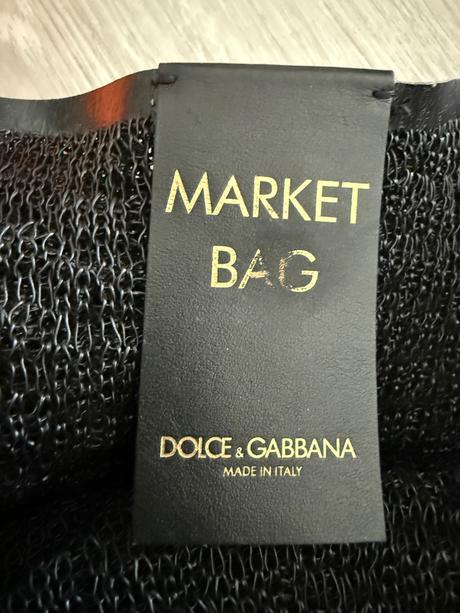 MARKET
BAG
DOLCE & GABBANA
MADE IN ITALY